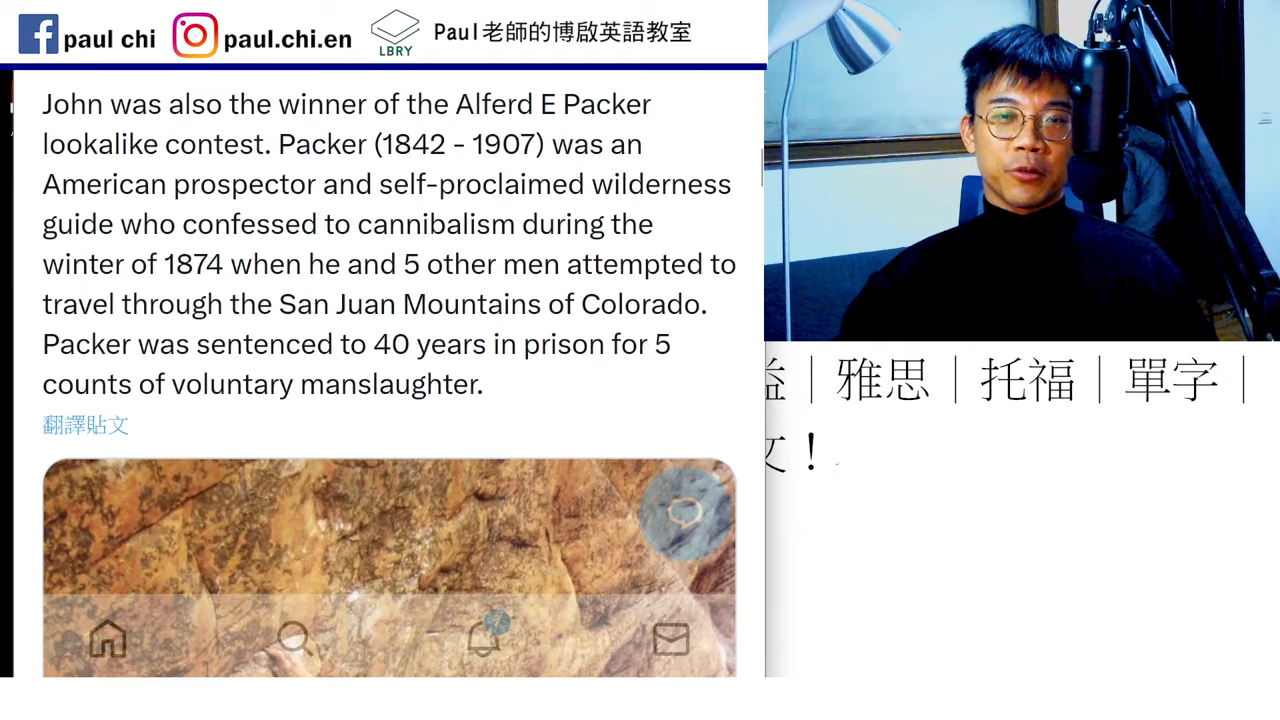 paul chi
paul.chi.en
LBRY
Paul老師的博啟英語教室
John was also the winner of the Alferd E Packer
lookalike contest. Packer (1842 - 1907) was an
American prospector and self-proclaimed wilderness
guide who confessed to cannibalism during the
winter of 1874 when he and 5 other men attempted to
travel through the San Juan Mountains of Colorado.
Packer was sentenced to 40 years in prison for 5
counts of voluntary manslaughter.
翻譯貼文
7
｜雅思｜托福｜單字｜
！